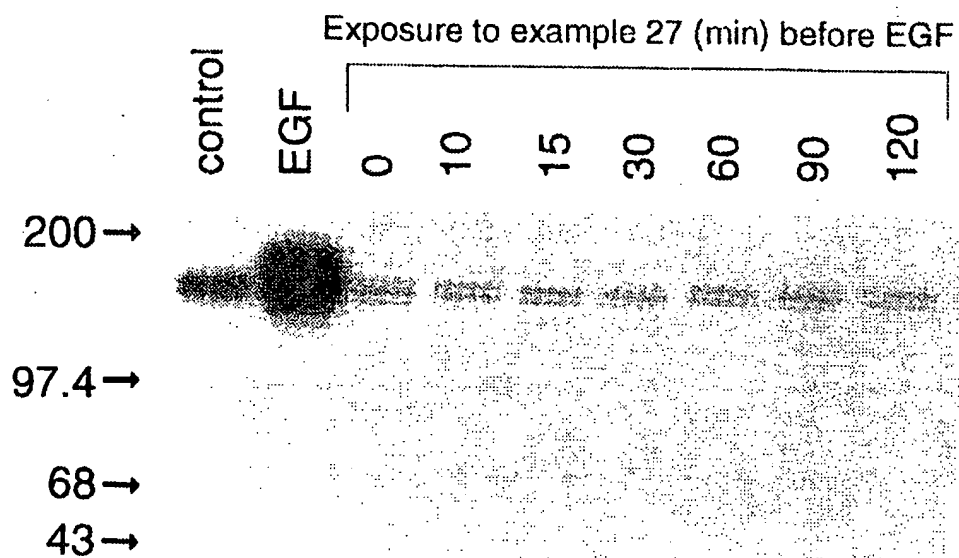 Exposure to example 27 (min) before EGF
control EGF 0 10 15 30 60 90 120
200→
97.4→
68→
43→